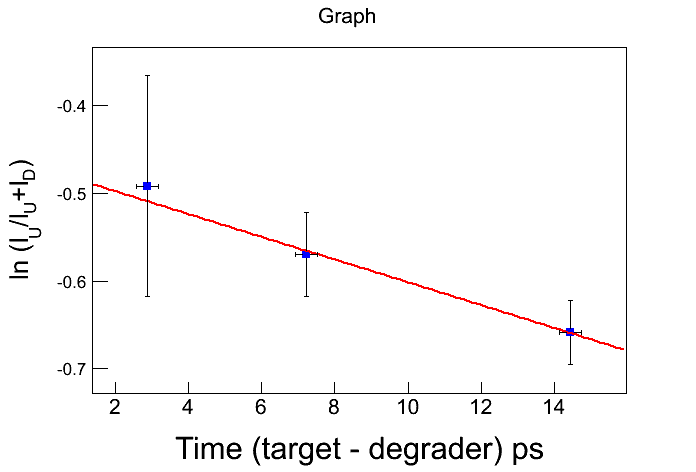 Graph
ln (I_U/I_U+I_D)
-0.4
-0.5
-0.6
-0.7
2 4 6 8 10 12 14
Time (target - degrader) ps